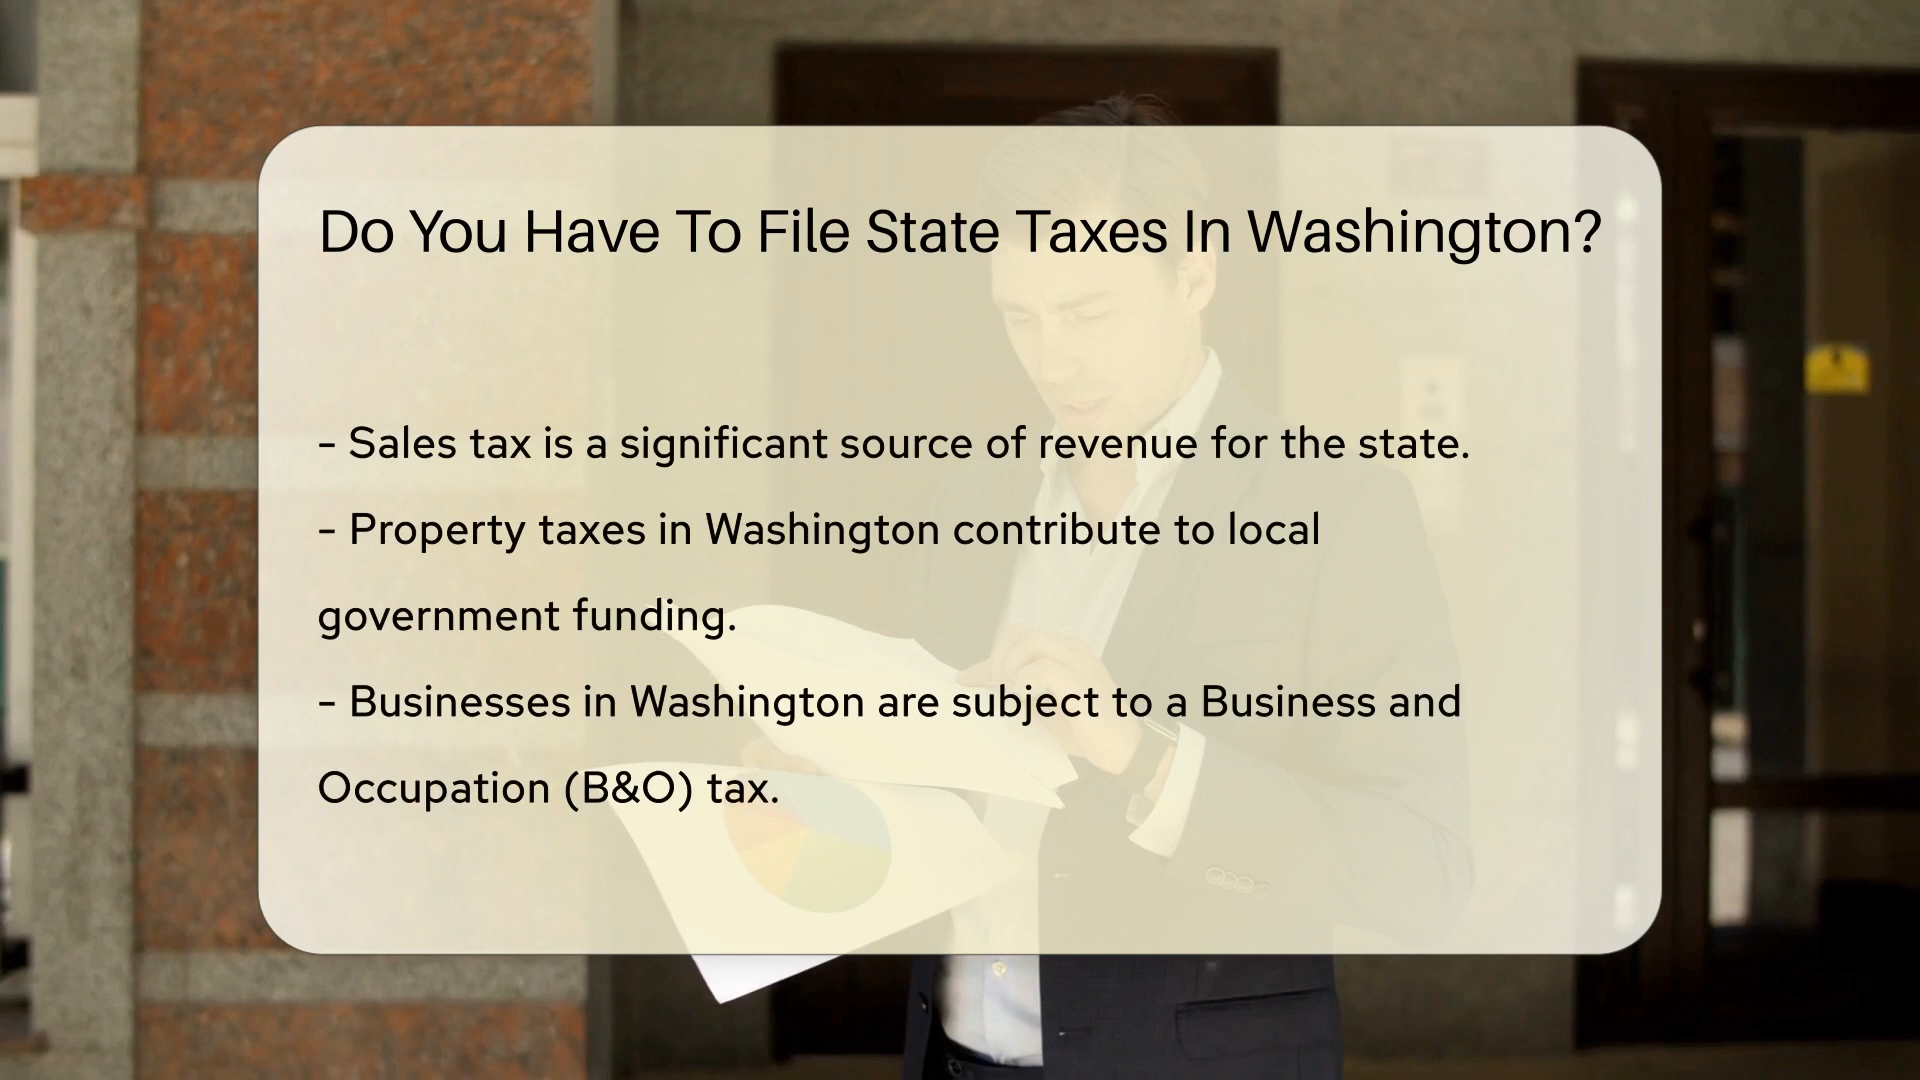 Do You Have To File State Taxes In Washington?
- Sales tax is a significant source of revenue for the state.
- Property taxes in Washington contribute to local
government funding.
- Businesses in Washington are subject to a Business and
Occupation (B&O) tax.